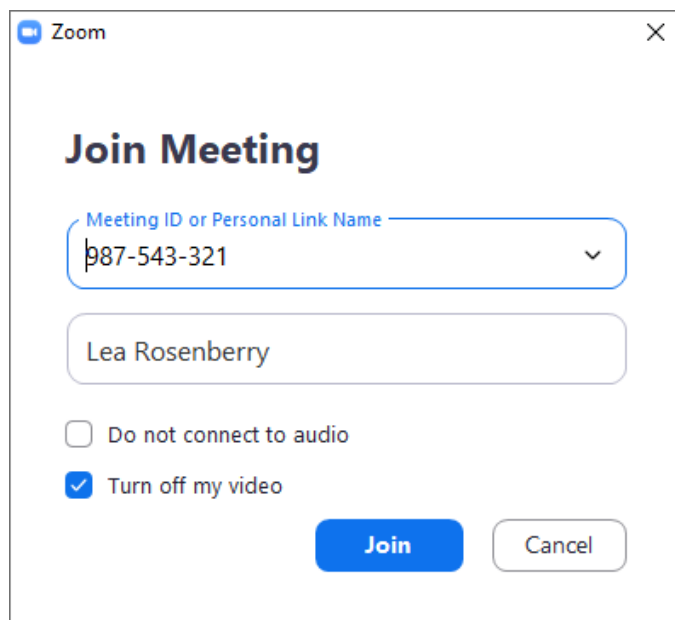 Zoom
Join Meeting
Meeting ID or Personal Link Name
987-543-321
Lea Rosenberry
Do not connect to audio
Turn off my video
Join Cancel